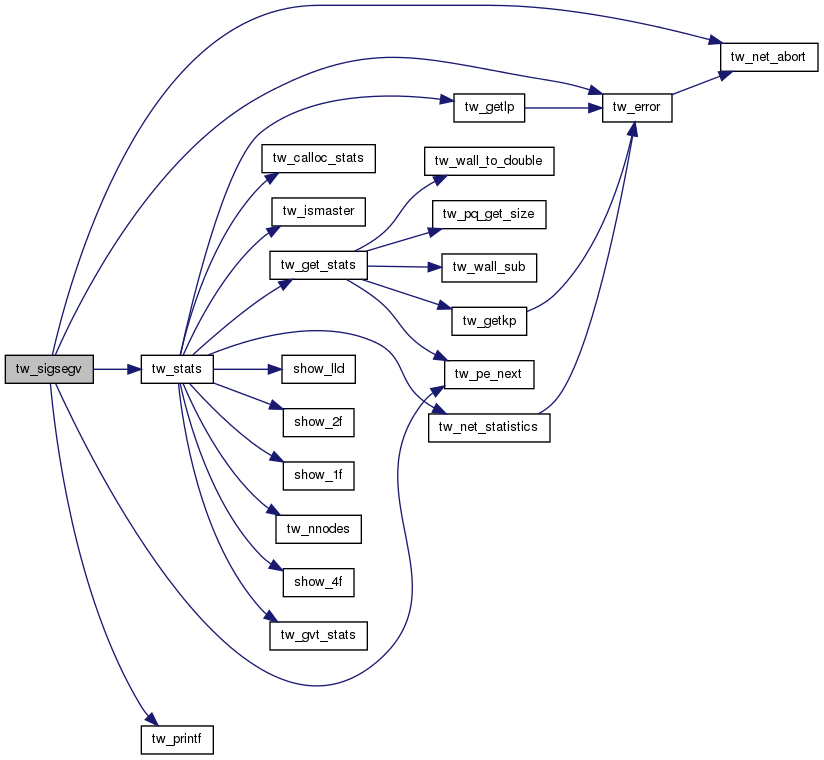 tw_net_abort
tw_getlp
tw_error
tw_calloc_stats
tw_wall_to_double
tw_ismaster
tw_pq_get_size
tw_get_stats
tw_wall_sub
tw_getkp
tw_sigsegv
tw_stats
show_lld
tw_pe_next
show_2f
tw_net_statistics
show_1f
tw_nnodes
show_4f
tw_gvt_stats
tw_printf